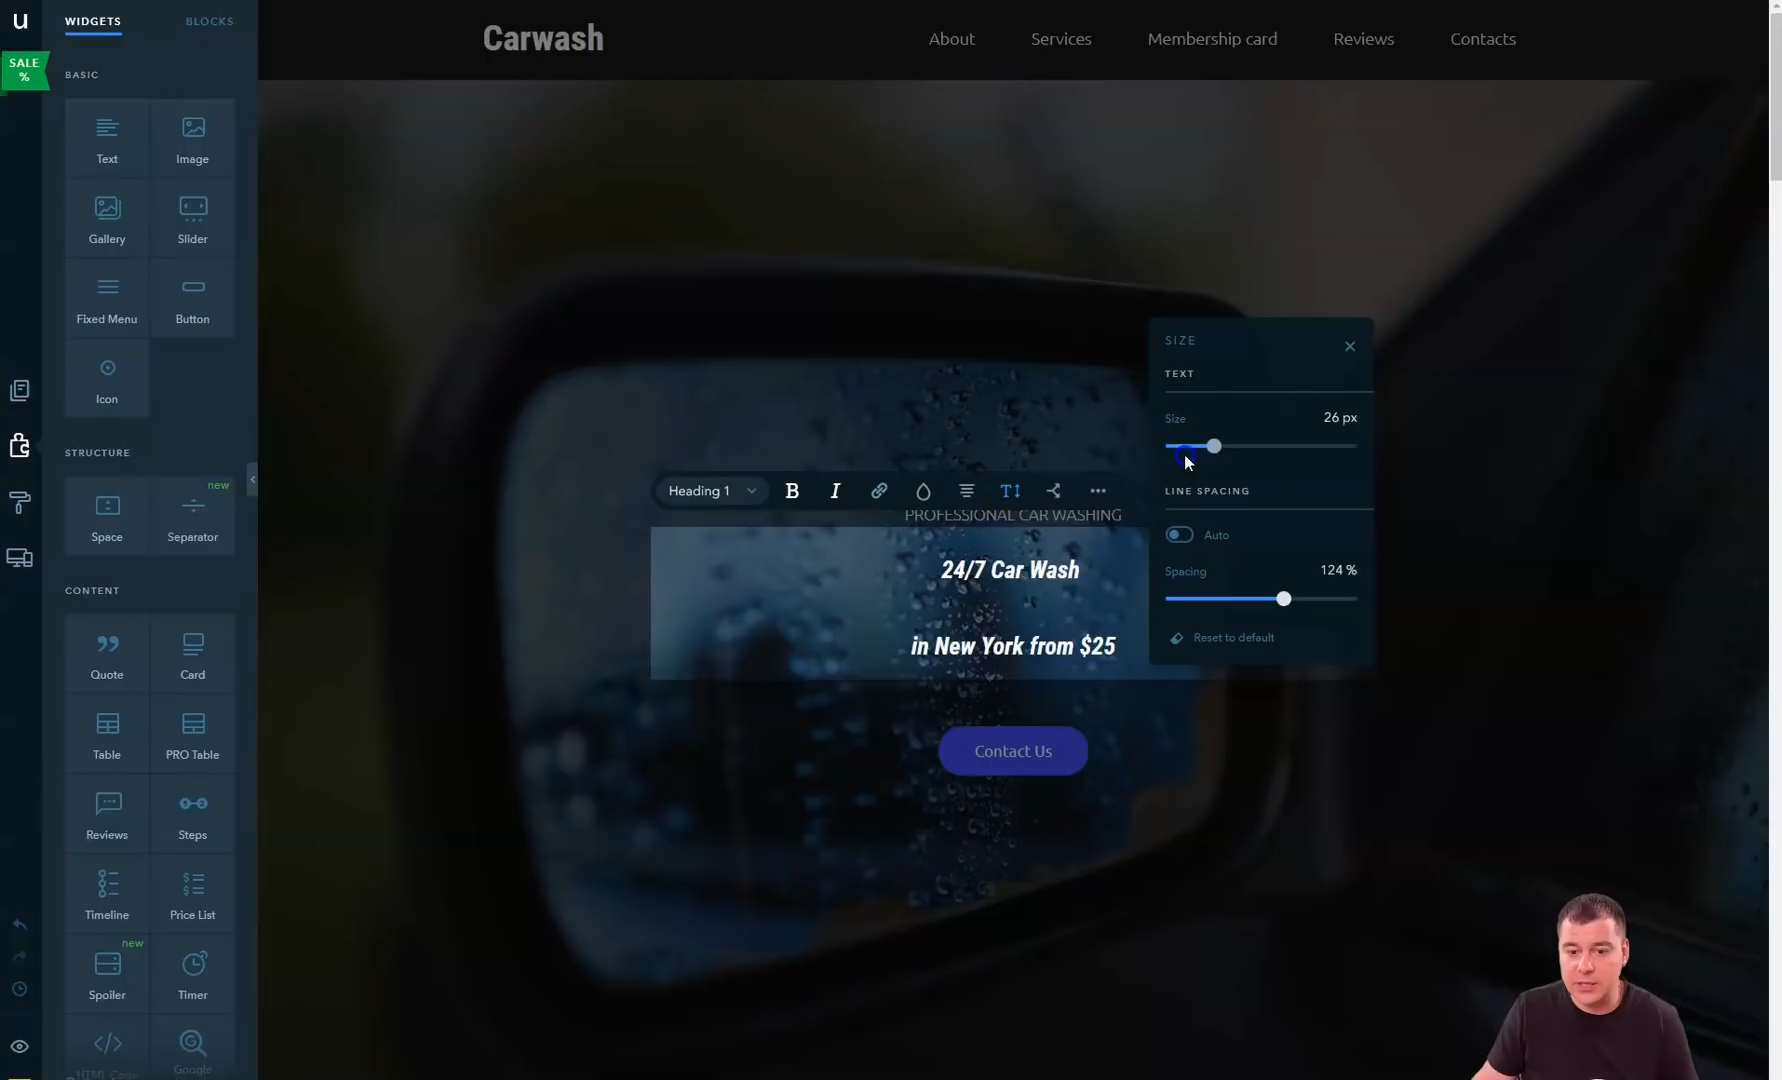 u
WIDGETS
BLOCKS
SALE
%
BASIC
Text
Image
Gallery
Slider
Fixed Menu
Button
Icon
STRUCTURE
new
Space
Separator
CONTENT
Quote
Card
Table
PRO Table
Reviews
Steps
Timeline
Price List
new
Spoiler
Timer
HTML Code
Google
Carwash
About
Services
Membership card
Reviews
Contacts
Heading 1
B
I
PROFESSIONAL CAR WASHING
24/7 Car Wash
in New York from $25
Contact Us
SIZE
TEXT
Size
26 px
LINE SPACING
Auto
Spacing
124 %
Reset to default